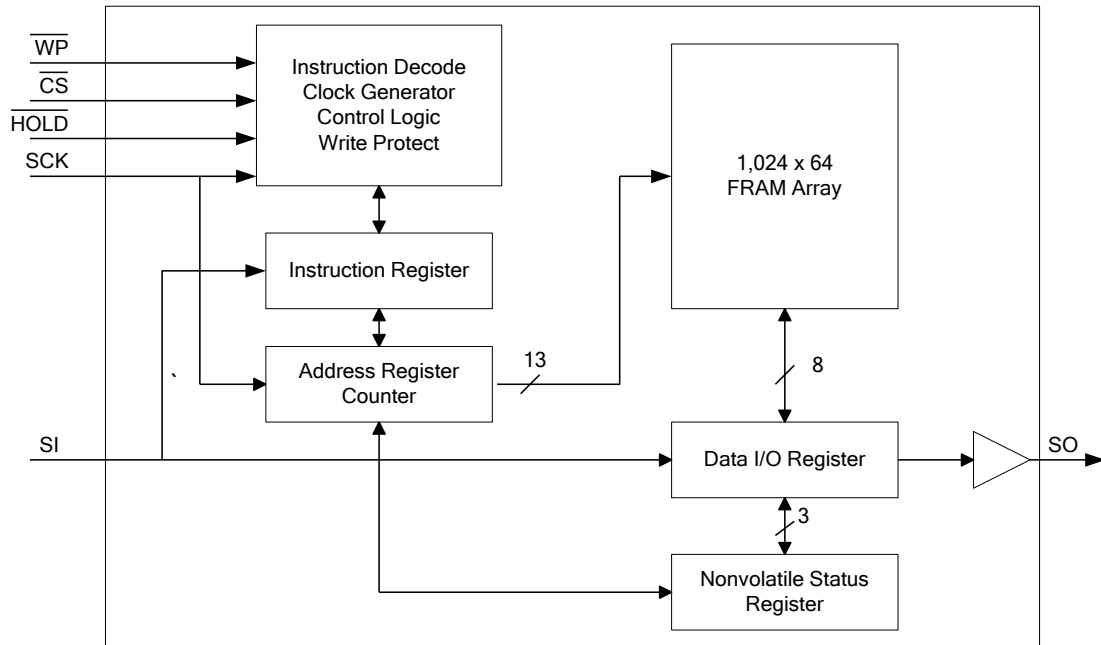 WP
CS
HOLD
SCK
Instruction Decode
Clock Generator
Control Logic
Write Protect
1,024 x 64
FRAM Array
Instruction Register
Address Register
Counter
13
8
`
SI
Data I/O Register
SO
3
Nonvolatile Status
Register